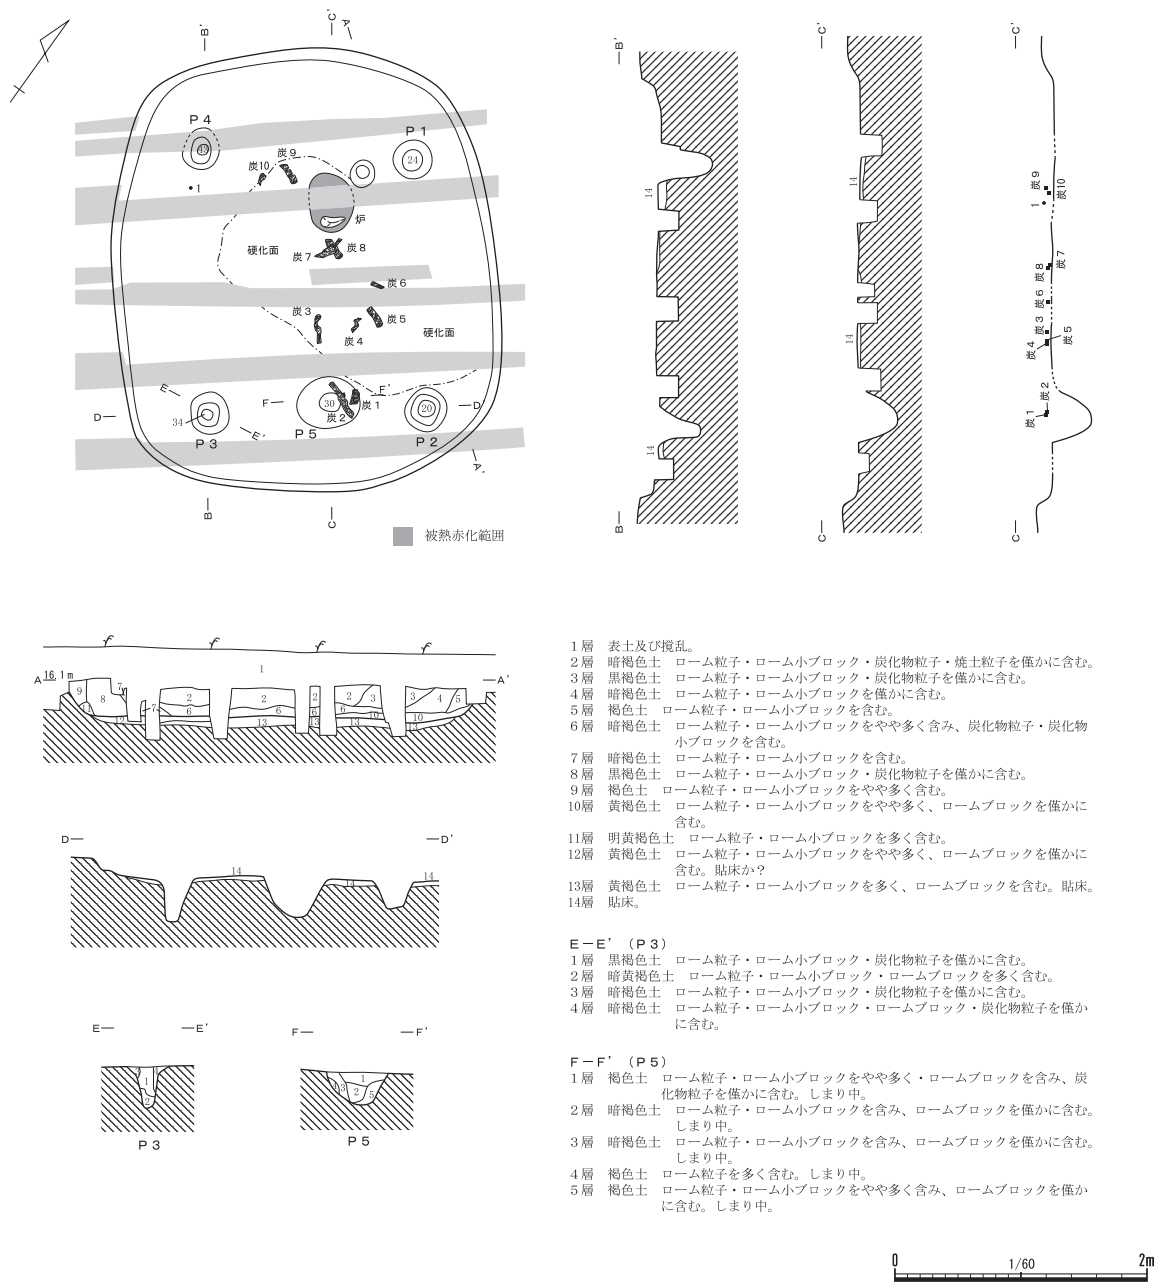 B'
C'
A
P 4
P 1
43
24
炭9
炭10
1
炉
硬化面
炭7
炭8
炭6
炭3
炭5
炭4
硬化面
E
F'
D
F
30
炭1
D'
34
炭2
20
P 3
E'
P 5
P 2
A'
B
C
被熱赤化範囲
B'
14
14
B
C'
14
14
C
C'
炭9
炭10
1
炭7
炭8
炭6
炭3
炭5
炭4
炭2
炭1
C
A
16.1m
1
A'
9
8
7
7
2
6
2
6
2
6
2
3
6
3
4
5
11
12
13
13
13
10
10
13
D
D'
14
14
14
E
E'
1
2
P 3
F
F'
1
3
2
5
P 5
1層 表土及び撹乱。
2層 暗褐色土 ローム粒子・ローム小ブロック・炭化物粒子・焼土粒子を僅かに含む。
3層 黒褐色土 ローム粒子・ローム小ブロック・炭化物粒子を僅かに含む。
4層 暗褐色土 ローム粒子・ローム小ブロックを僅かに含む。
5層 褐色土 ローム粒子・ローム小ブロックを含む。
6層 暗褐色土 ローム粒子・ローム小ブロックをやや多く含み、炭化物粒子・炭化物
小ブロックを含む。
7層 暗褐色土 ローム粒子・ローム小ブロックを含む。
8層 黒褐色土 ローム粒子・ローム小ブロック・炭化物粒子を僅かに含む。
9層 褐色土 ローム粒子・ローム小ブロックをやや多く含む。
10層 黄褐色土 ローム粒子・ローム小ブロックをやや多く、ロームブロックを僅かに
含む。
11層 明黄褐色土 ローム粒子・ローム小ブロックを多く含む。
12層 黄褐色土 ローム粒子・ローム小ブロックをやや多く、ロームブロックを僅かに
含む。貼床か？
13層 黄褐色土 ローム粒子・ローム小ブロックを多く、ロームブロックを含む。貼床。
14層 貼床。
E－E’（P 3）
1層 黒褐色土 ローム粒子・ローム小ブロック・炭化物粒子を僅かに含む。
2層 暗黄褐色土 ローム粒子・ローム小ブロック・ロームブロックを多く含む。
3層 暗褐色土 ローム粒子・ローム小ブロック・炭化物粒子を僅かに含む。
4層 暗褐色土 ローム粒子・ローム小ブロック・ロームブロック・炭化物粒子を僅か
に含む。
F－F’（P 5）
1層 褐色土 ローム粒子・ローム小ブロックをやや多く・ロームブロックを含み、炭
化物粒子を僅かに含む。しまり中。
2層 暗褐色土 ローム粒子・ローム小ブロックを含み、ロームブロックを僅かに含む。
しまり中。
3層 暗褐色土 ローム粒子・ローム小ブロックを含み、ロームブロックを僅かに含む。
しまり中。
4層 褐色土 ローム粒子を多く含む。しまり中。
5層 褐色土 ローム粒子・ローム小ブロックをやや多く含み、ロームブロックを僅か
に含む。しまり中。
0
1/60
2m